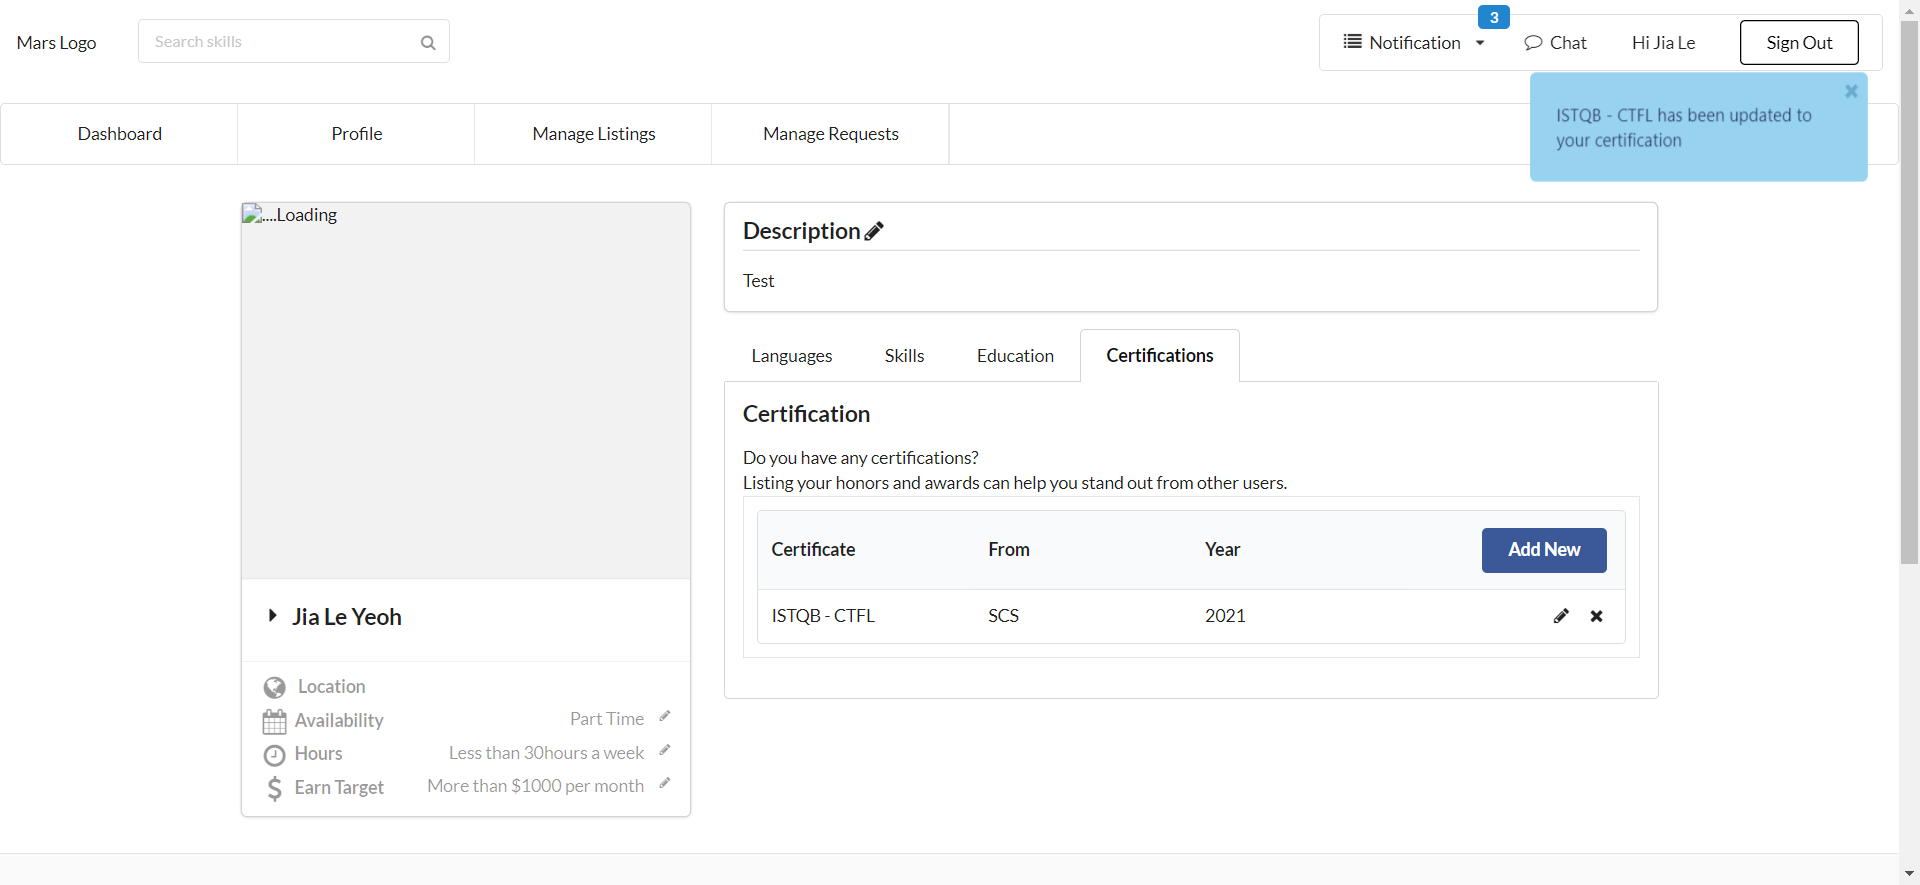 Mars Logo
Search skills
3
Notification
Chat
Hi Jia Le
Sign Out
ISTQB - CTFL has been updated to
your certification
Dashboard
Profile
Manage Listings
Manage Requests
....Loading
Jia Le Yeoh
Location
Availability
Part Time
Hours
Less than 30hours a week
Earn Target
More than $1000 per month
Description
Test
Languages
Skills
Education
Certifications
Certification
Do you have any certifications?
Listing your honors and awards can help you stand out from other users.
Certificate
From
Year
Add New
ISTQB - CTFL
SCS
2021